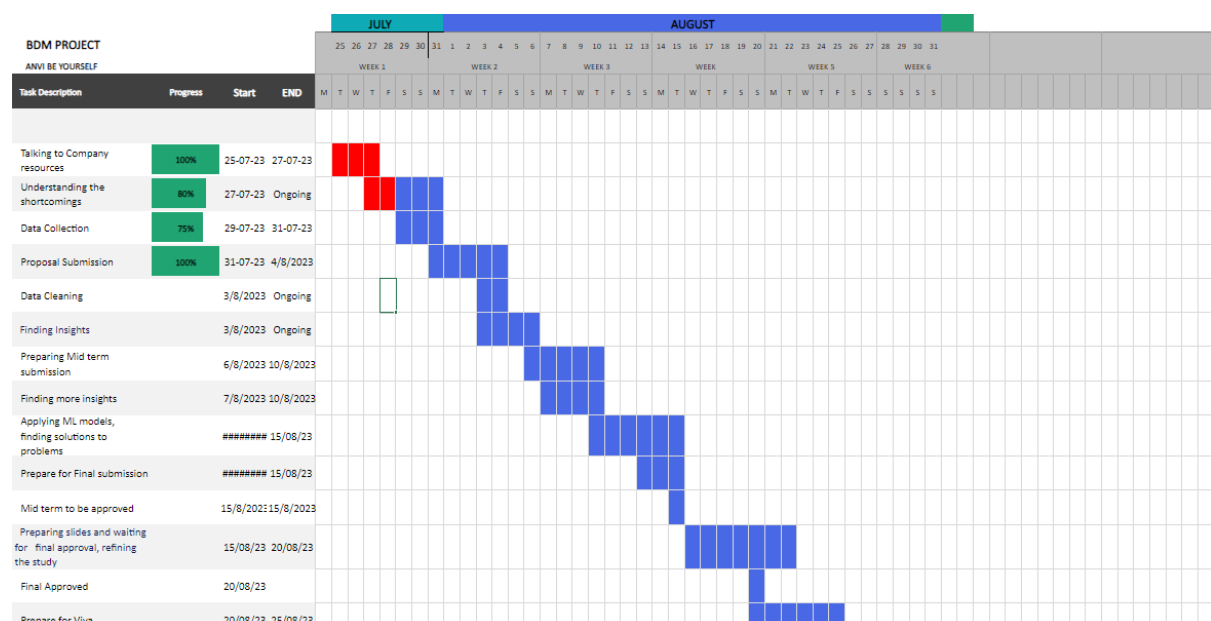 JULY AUGUST
BDM PROJECT
25 26 27 28 29 30 31 1 2 3 4 5 6 7 8 9 10 11 12 13 14 15 16 17 18 19 20 21 22 23 24 25 26 27 28 29 30 31
ANVI BE YOURSELF WEEK 1 WEEK 2 WEEK 3 WEEK WEEK 5 WEEK 6
Task Description Progress Start END M T W T F S S M T W T F S S M T W T F S S M T W T F S S M T W T F S S S S S S
Talking to Company
resources
100% 25-07-23 27-07-23
Understanding the
shortcomings
80% 27-07-23 Ongoing
Data Collection 75% 29-07-23 31-07-23
Proposal Submission 100% 31-07-23 4/8/2023
Data Cleaning 3/8/2023 Ongoing
Finding Insights 3/8/2023 Ongoing
Preparing Mid term
submission
6/8/2023 10/8/2023
Finding more insights 7/8/2023 10/8/2023
Applying ML models,
finding solutions to
problems
######## 15/08/23
Prepare for Final submission ######## 15/08/23
Mid term to be approved 15/8/2023 15/8/2023
Preparing slides and waiting
for final approval, refining
the study
15/08/23 20/08/23
Final Approved 20/08/23
Prepare for Viva 20/08/23 25/08/23